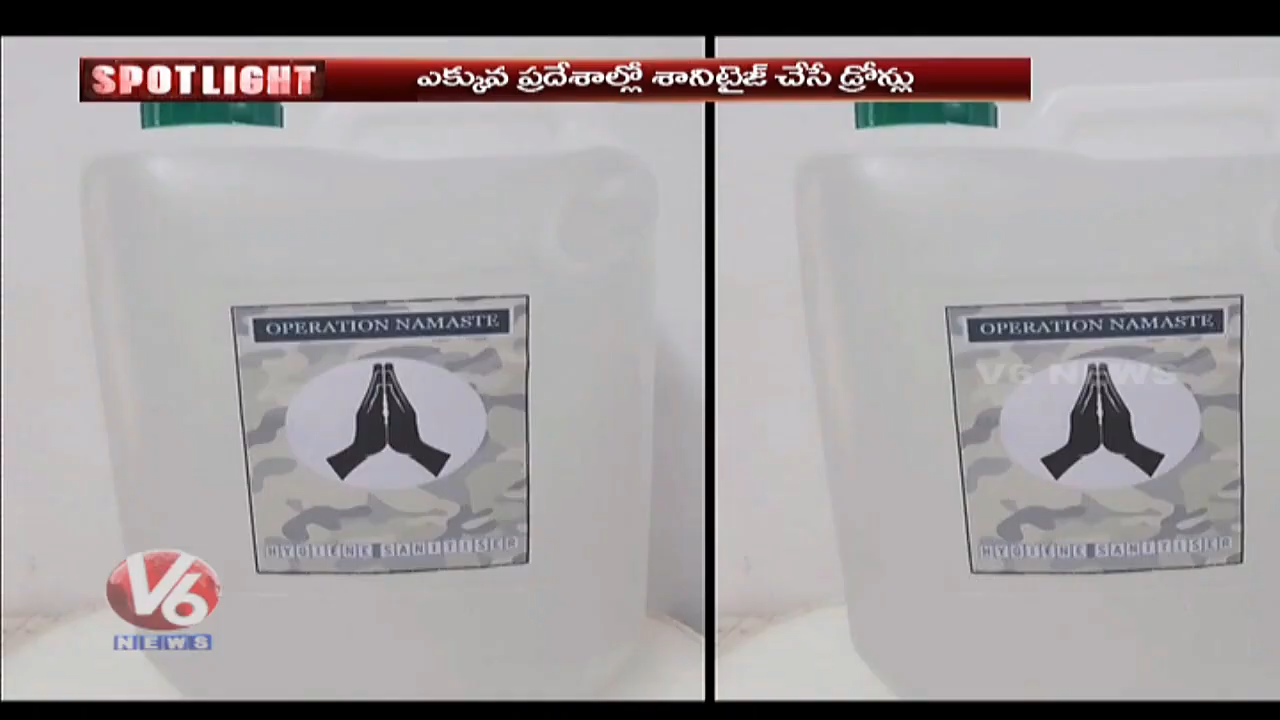 SPOTLIGHT ఎక్కువ ప్రదేశాల్లో శానిటైజ్ చేసే డ్రోన్లు
OPERATION NAMASTE
HYGIENE SANITISER
OPERATION NAMASTE
V6 NEWS
HYGIENE SANITISER
V6
NEWS